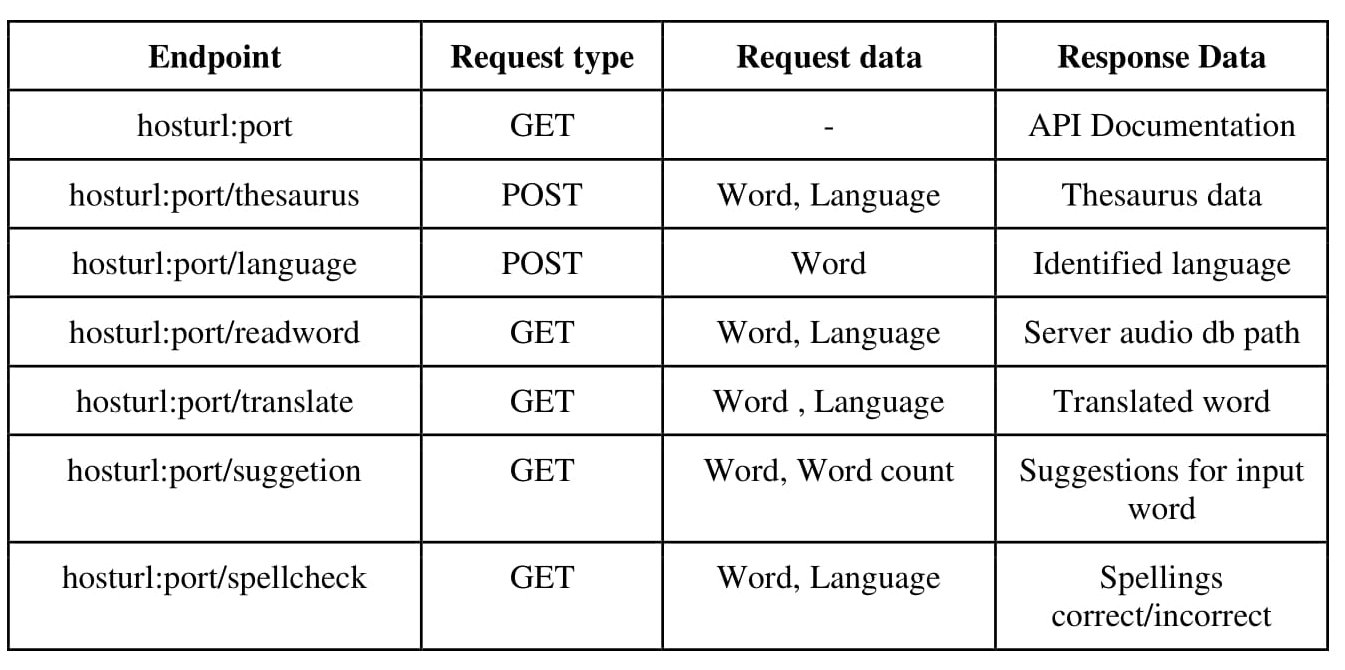 Endpoint Request type Request data Response Data
hosturl:port GET - API Documentation
hosturl:port/thesaurus POST Word, Language Thesaurus data
hosturl:port/language POST Word Identified language
hosturl:port/readword GET Word, Language Server audio db path
hosturl:port/translate GET Word , Language Translated word
hosturl:port/suggetion GET Word, Word count Suggestions for input
word
hosturl:port/spellcheck GET Word, Language Spellings
correct/incorrect